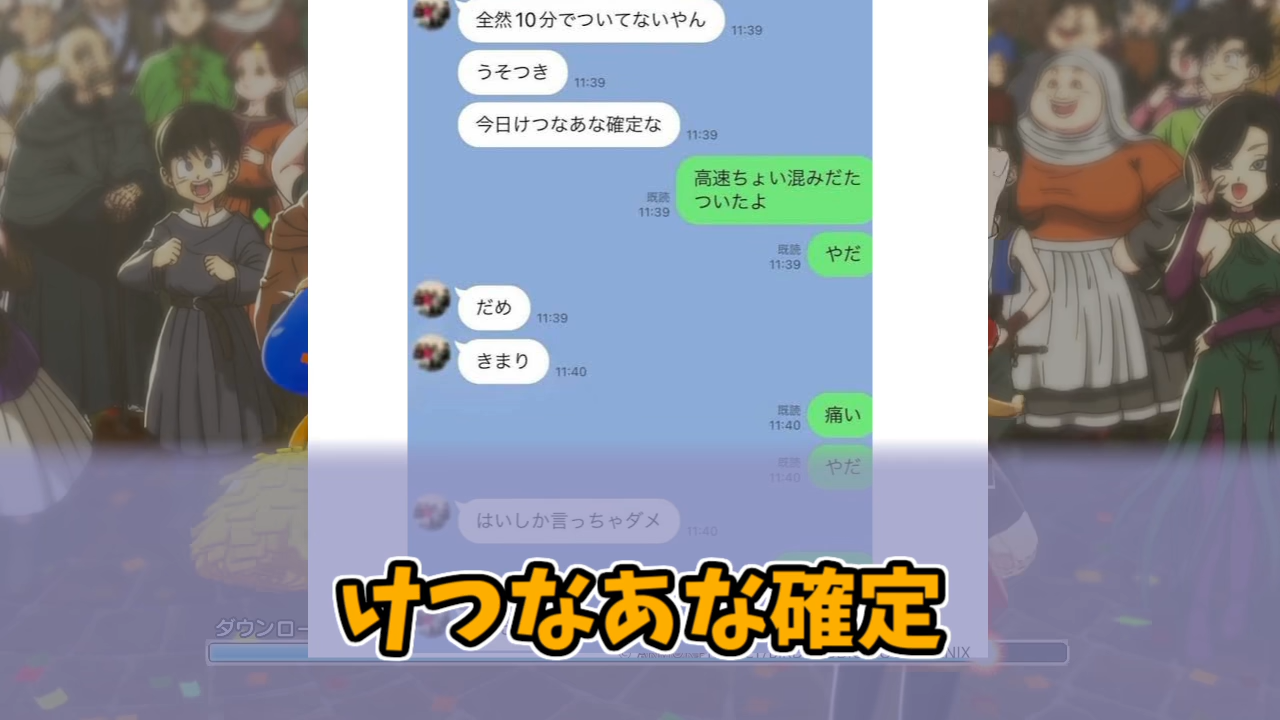 全然10分でついてないやん
11:39
うそつき
11:39
今日けつなあな確定な
11:39
高速ちょい混みだた
ついたよ
既読
11:39
やだ
既読
11:39
だめ
11:39
きまり
11:40
痛い
既読
11:40
やだ
既読
11:40
はいしか言っちゃダメ
11:40
けつなあな確定
ダウンロー
NIX